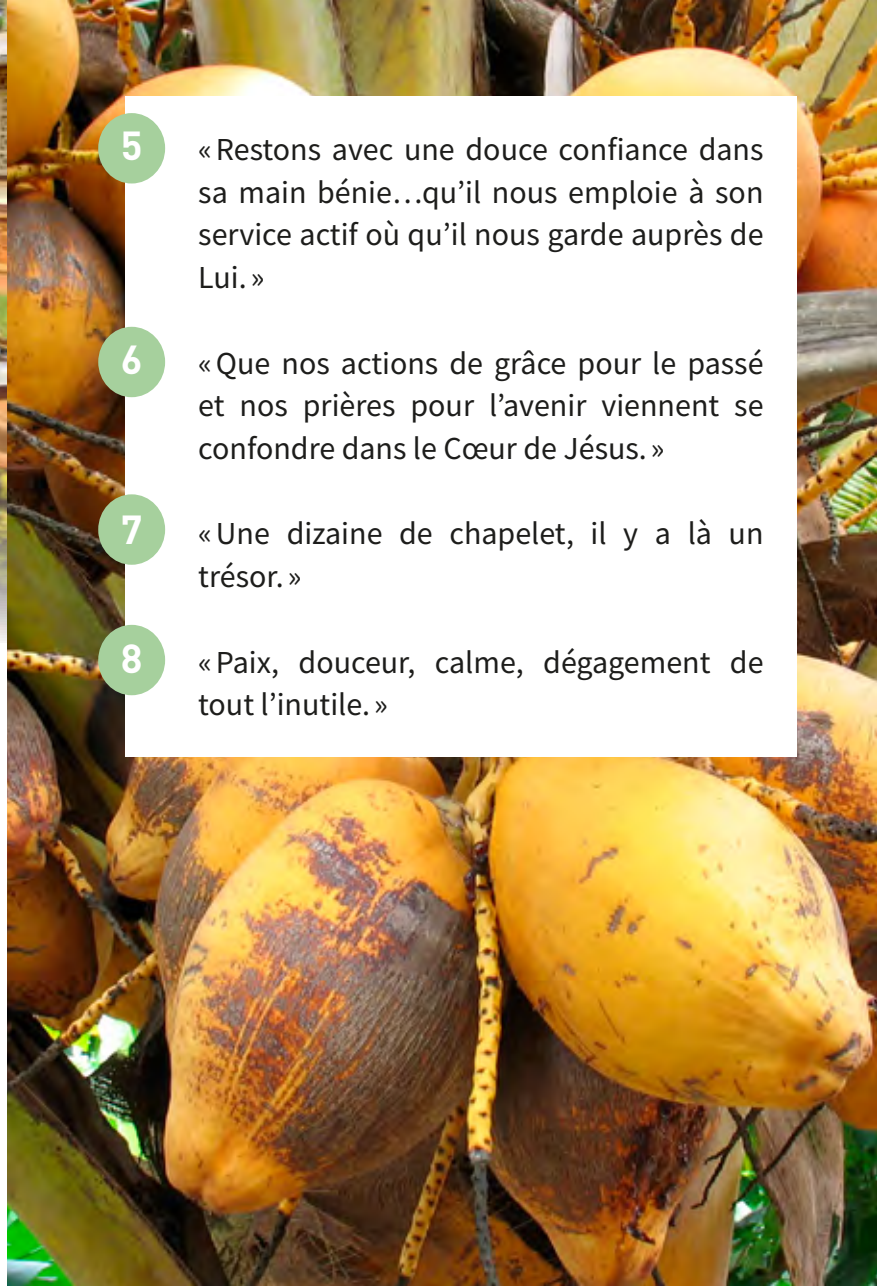 5
«Restons avec une douce confiance dans
sa main bénie…qu’il nous emploie à son
service actif où qu’il nous garde auprès de
Lui.»
6
«Que nos actions de grâce pour le passé
et nos prières pour l’avenir viennent se
confondre dans le Cœur de Jésus.»
7
«Une dizaine de chapelet, il y a là un
trésor.»
8
«Paix, douceur, calme, dégagement de
tout l’inutile.»